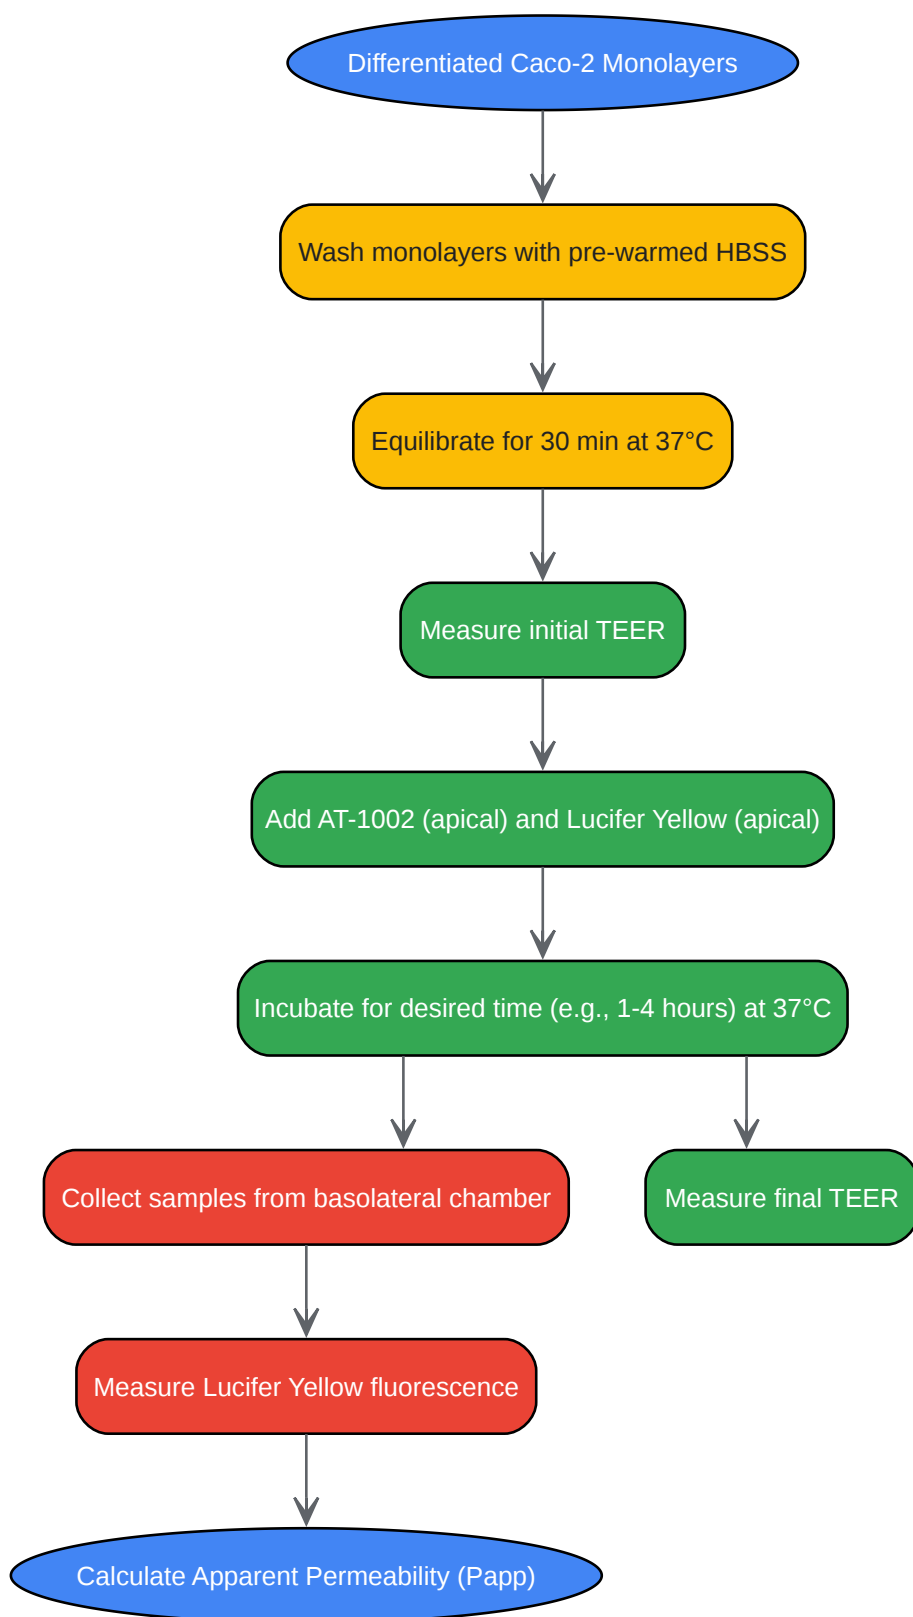 Differentiated Caco-2 Monolayers
Wash monolayers with pre-warmed HBSS
Equilibrate for 30 min at 37°C
Measure initial TEER
Add AT-1002 (apical) and Lucifer Yellow (apical)
Incubate for desired time (e.g., 1-4 hours) at 37°C
Collect samples from basolateral chamber
Measure final TEER
Measure Lucifer Yellow fluorescence
Calculate Apparent Permeability (Papp)